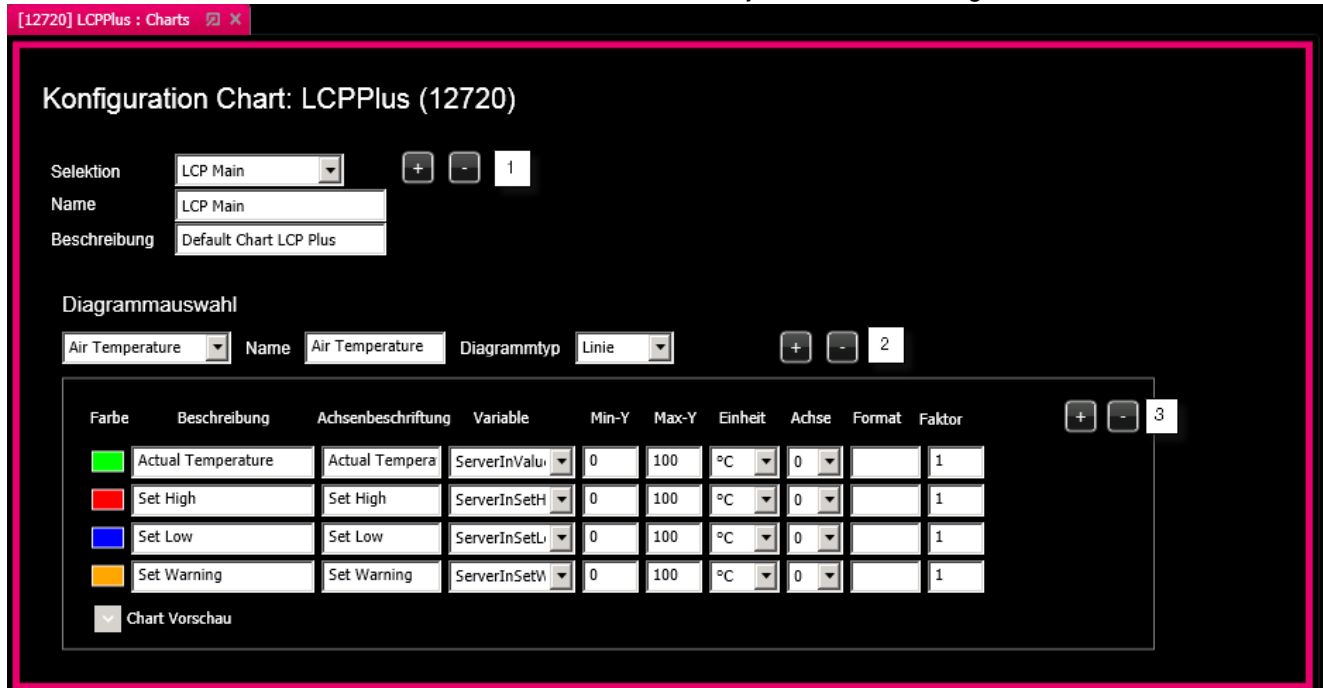 [12720] LCPPlus : Charts
Konfiguration Chart: LCPPlus (12720)
Selektion LCP Main + - 1
Name LCP Main
Beschreibung Default Chart LCP Plus
Diagrammauswahl
Air Temperature Name Air Temperature Diagrammtyp Linie + - 2
Farbe Beschreibung Achsenbeschriftung Variable Min-Y Max-Y Einheit Achse Format Faktor + - 3
Actual Temperature Actual Tempera ServerInValu 0 100 °C 0 1
Set High Set High ServerInSetH 0 100 °C 0 1
Set Low Set Low ServerInSetL 0 100 °C 0 1
Set Warning Set Warning ServerInSetW 0 100 °C 0 1
Chart Vorschau